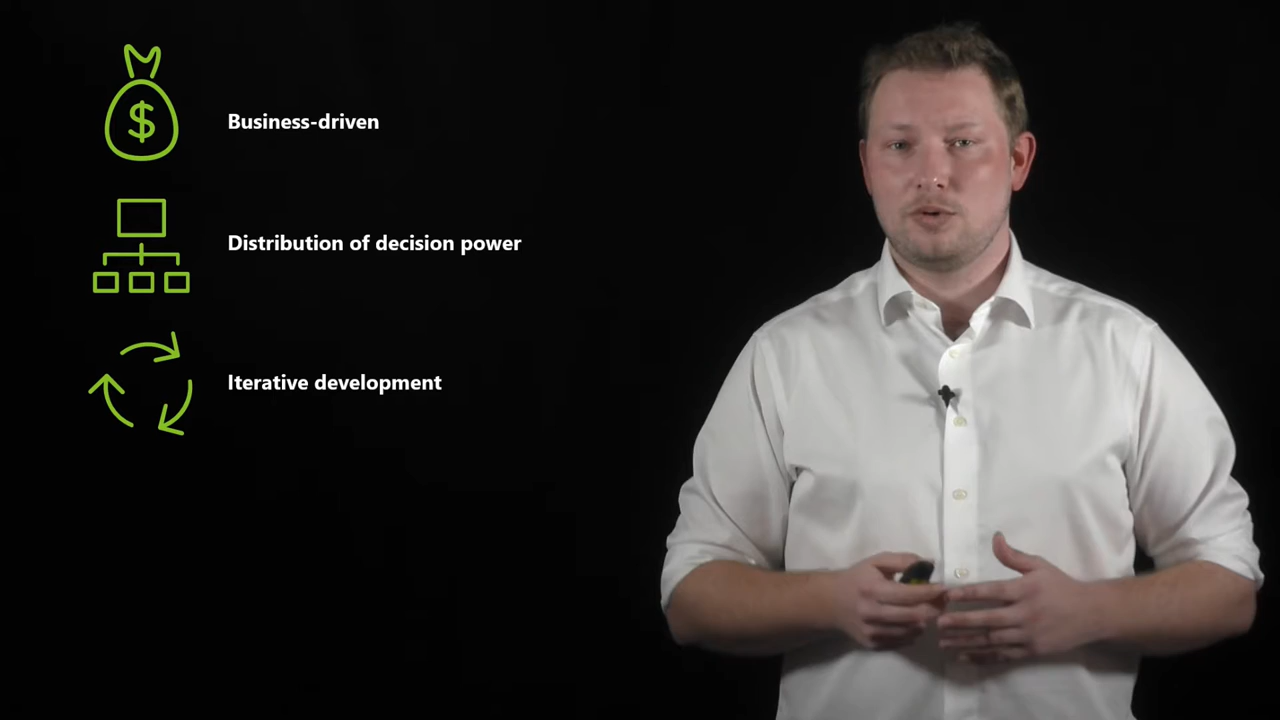 $
Business-driven
Distribution of decision power
Iterative development